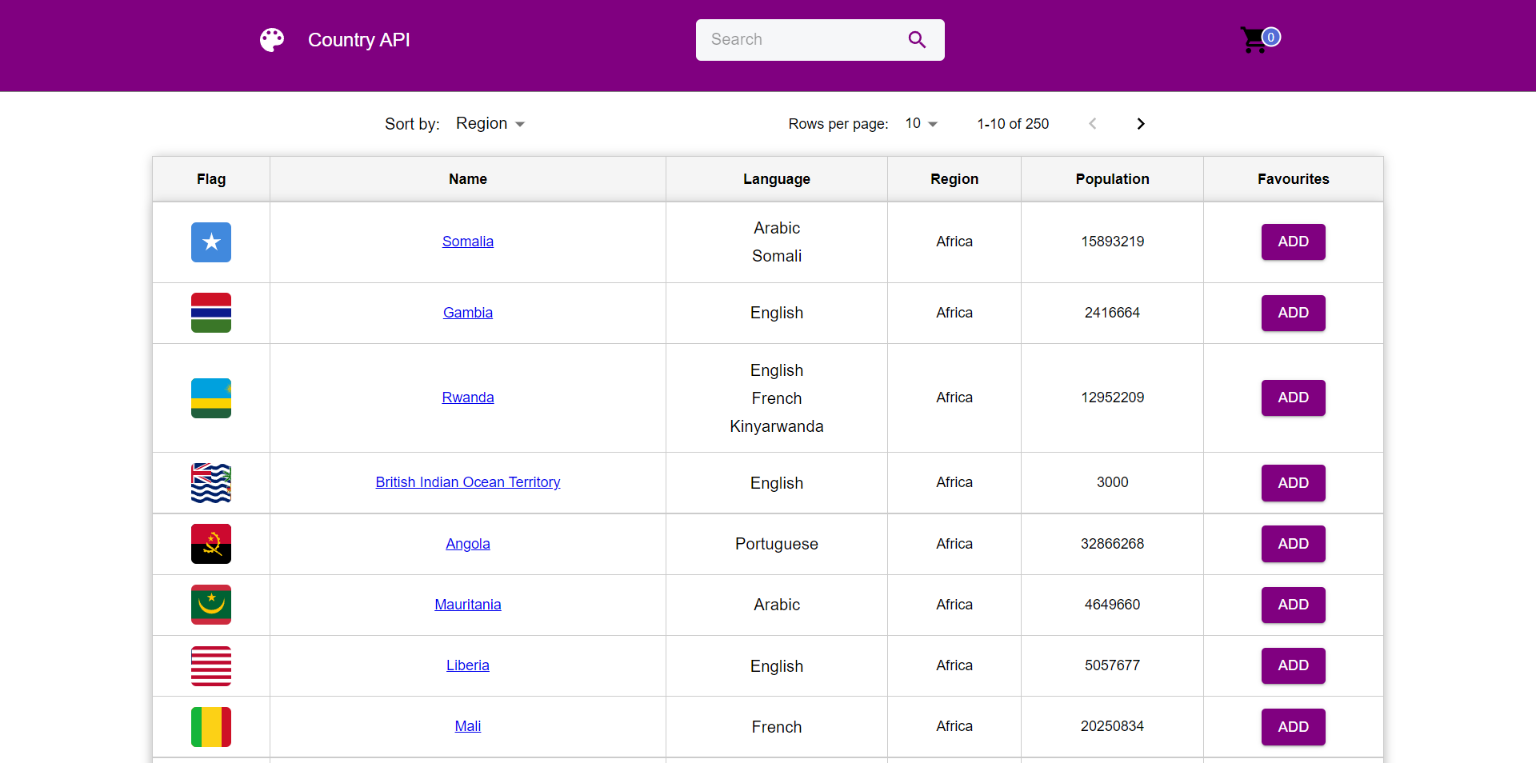 Country API
Search
0
Sort by: Region
Rows per page: 10 1-10 of 250
Flag Name Language Region Population Favourites
Somalia Arabic Somali Africa 15893219 ADD
Gambia English Africa 2416664 ADD
Rwanda English French Kinyarwanda Africa 12952209 ADD
British Indian Ocean Territory English Africa 3000 ADD
Angola Portuguese Africa 32866268 ADD
Mauritania Arabic Africa 4649660 ADD
Liberia English Africa 5057677 ADD
Mali French Africa 20250834 ADD